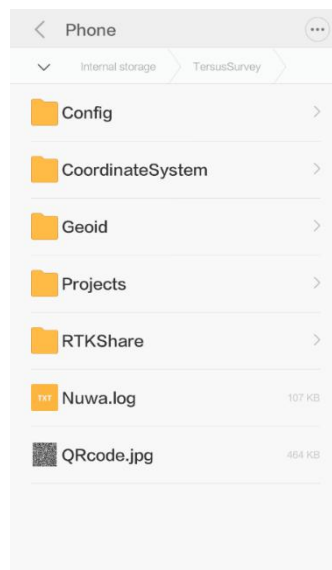 Phone
Internal storage TersusSurvey
Config
CoordinateSystem
Geoid
Projects
RTKShare
TXT Nuwa.log 107 KB
QRcode.jpg 464 KB